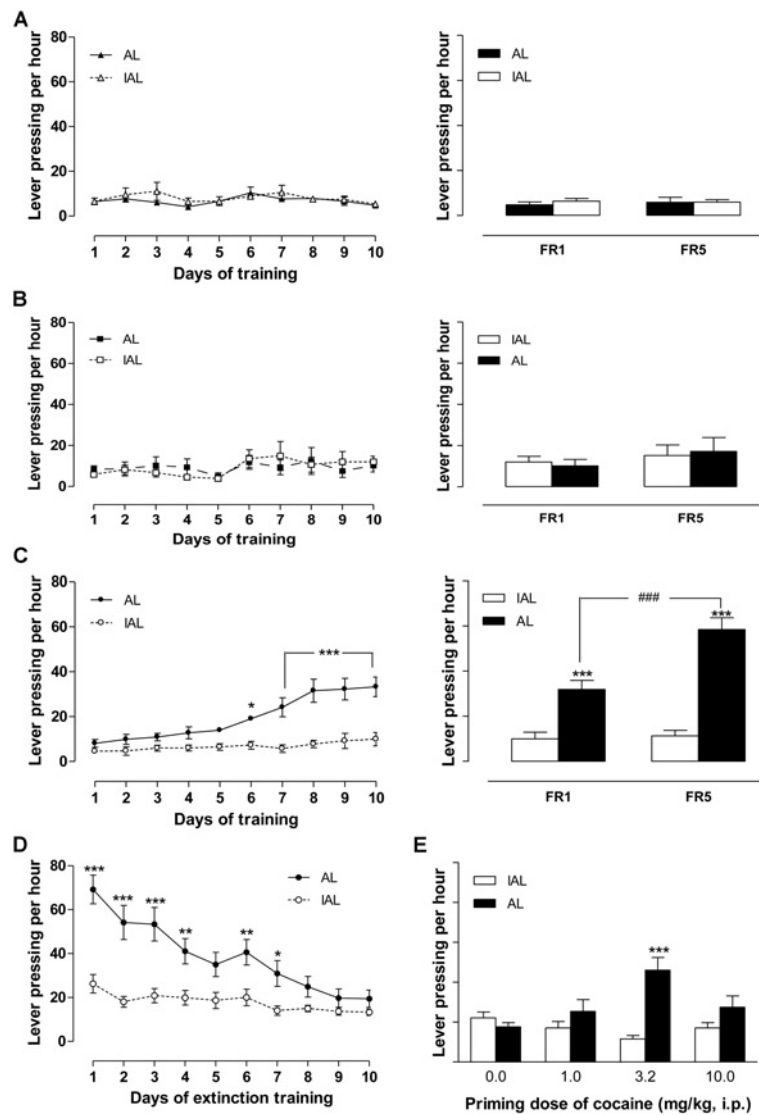 A
Lever pressing per hour
80
60
40
20
0
AL
IAL
1 2 3 4 5 6 7 8 9 10
Days of training
Lever pressing per hour
AL
IAL
FR1 FR5
B
Lever pressing per hour
80
60
40
20
0
AL
IAL
1 2 3 4 5 6 7 8 9 10
Days of training
Lever pressing per hour
IAL
AL
FR1 FR5
C
Lever pressing per hour
80
60
40
20
0
AL
IAL
*
***
1 2 3 4 5 6 7 8 9 10
Days of training
Lever pressing per hour
IAL
AL
###
***
***
FR1 FR5
D
Lever pressing per hour
80
60
40
20
0
AL
IAL
***
***
***
**
**
*
1 2 3 4 5 6 7 8 9 10
Days of extinction training
E
Lever pressing per hour
IAL
AL
***
0.0 1.0 3.2 10.0
Priming dose of cocaine (mg/kg, i.p.)